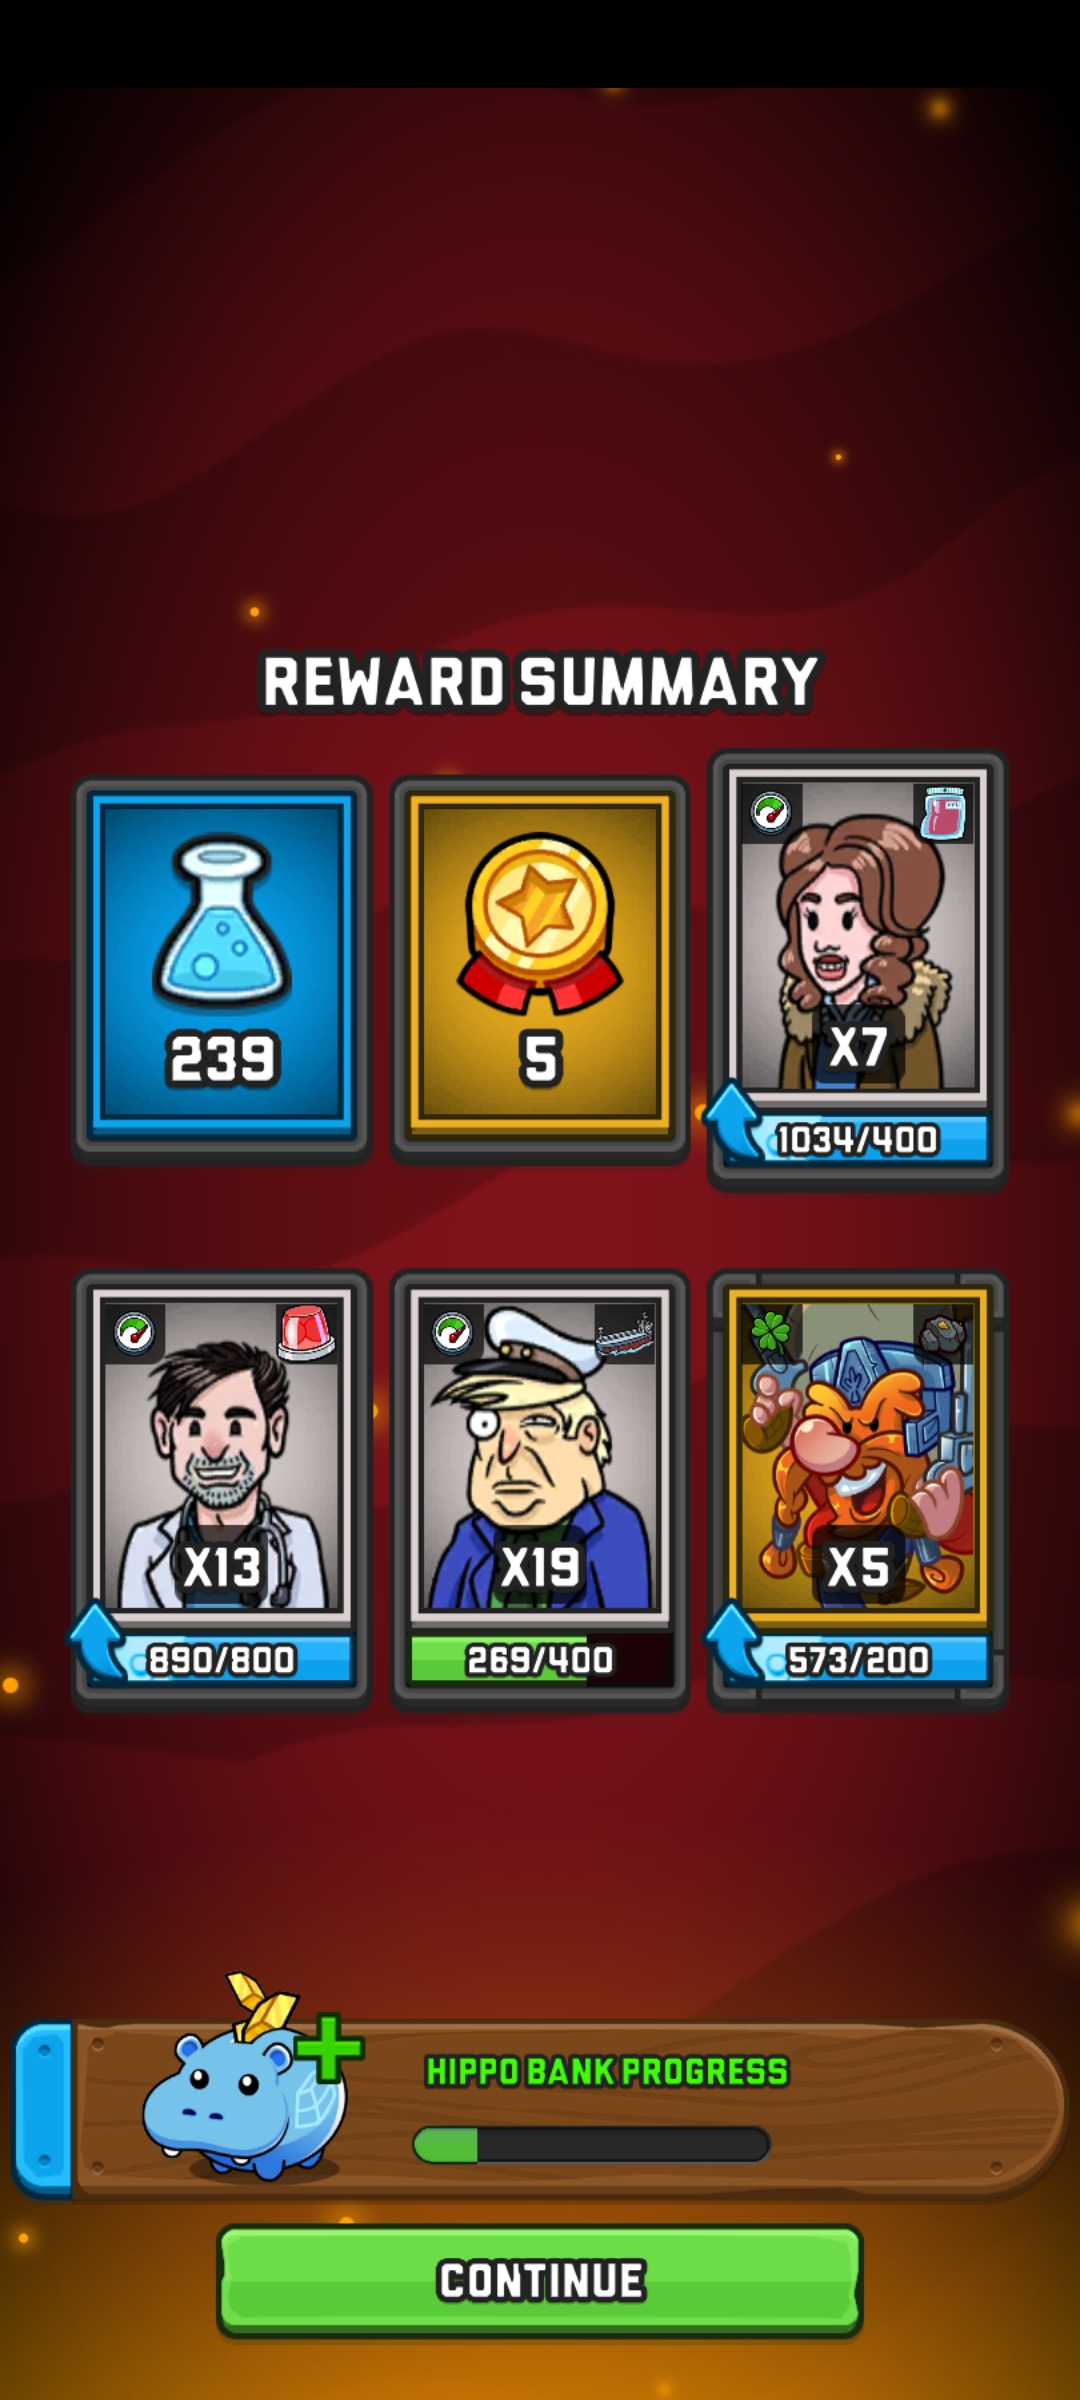 REWARD SUMMARY
239
5
X7
1034/400
X13
890/800
X19
269/400
X5
573/200
HIPPO BANK PROGRESS
CONTINUE